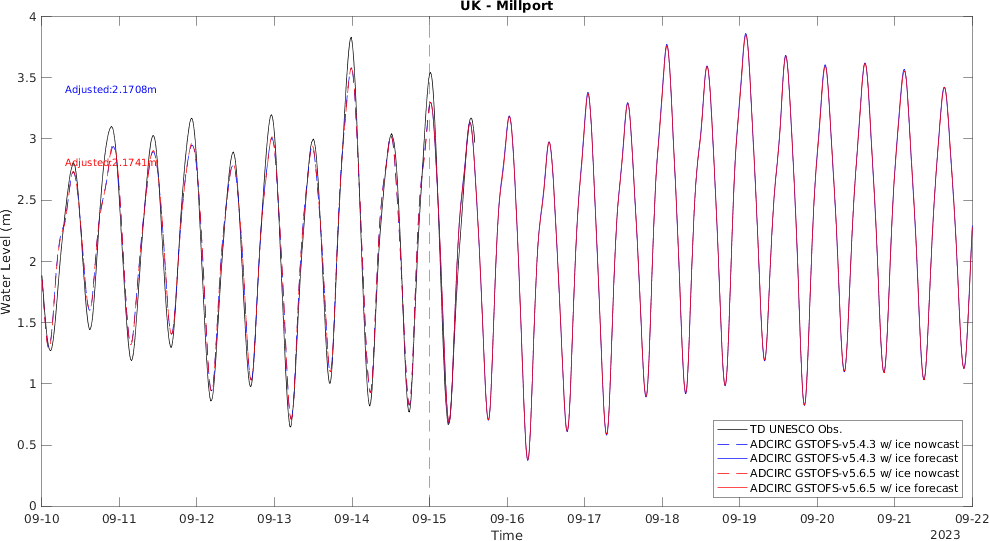 UK - Millport
4
3.5
3
2.5
2
1.5
1
0.5
0
Water Level (m)
Adjusted:2.1708m
Adjusted:2.1741m
TD UNESCO Obs.
ADCIRC GSTOFS-v5.4.3 w/ ice nowcast
ADCIRC GSTOFS-v5.4.3 w/ ice forecast
ADCIRC GSTOFS-v5.6.5 w/ ice nowcast
ADCIRC GSTOFS-v5.6.5 w/ ice forecast
09-10 09-11 09-12 09-13 09-14 09-15 09-16 09-17 09-18 09-19 09-20 09-21 09-22
Time
2023